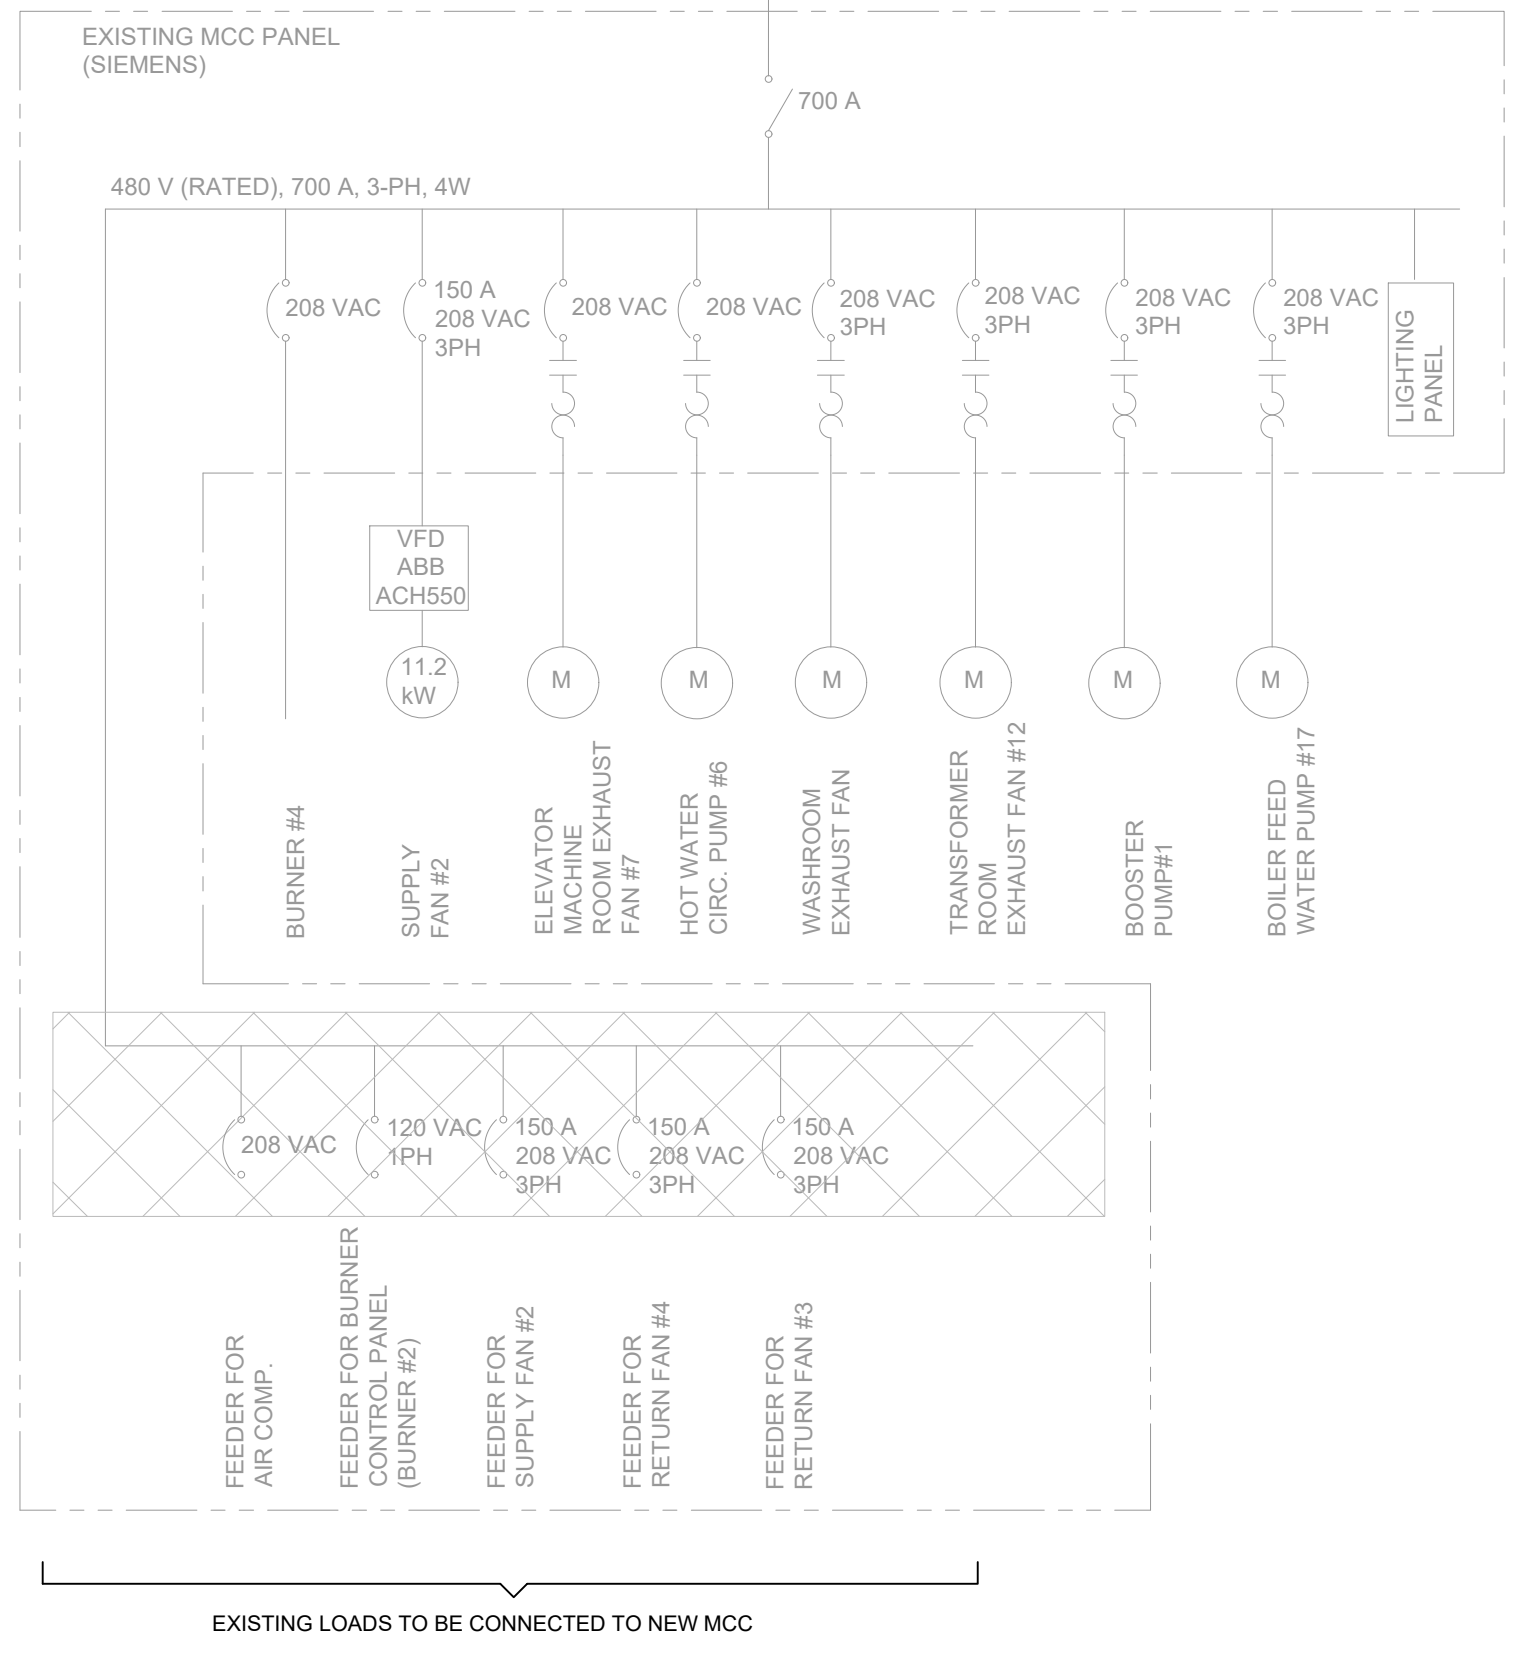 EXISTING MCC PANEL
(SIEMENS)
700 A
480 V (RATED), 700 A, 3-PH, 4W
208 VAC
150 A
208 VAC
3PH
208 VAC
208 VAC
208 VAC
3PH
208 VAC
3PH
208 VAC
3PH
208 VAC
3PH
LIGHTING
PANEL
VFD
ABB
ACH550
11.2
kW
M
M
M
M
M
M
BURNER #4
SUPPLY
FAN #2
ELEVATOR
MACHINE
ROOM EXHAUST
FAN #7
HOT WATER
CIRC. PUMP #6
WASHROOM
EXHAUST FAN
TRANSFORMER
ROOM
EXHAUST FAN #12
BOOSTER
PUMP#1
BOILER FEED
WATER PUMP #17
208 VAC
120 VAC
1PH
150 A
208 VAC
3PH
150 A
208 VAC
3PH
150 A
208 VAC
3PH
FEEDER FOR
AIR COMP.
FEEDER FOR BURNER
CONTROL PANEL
(BURNER #2)
FEEDER FOR
SUPPLY FAN #2
FEEDER FOR
RETURN FAN #4
FEEDER FOR
RETURN FAN #3
EXISTING LOADS TO BE CONNECTED TO NEW MCC